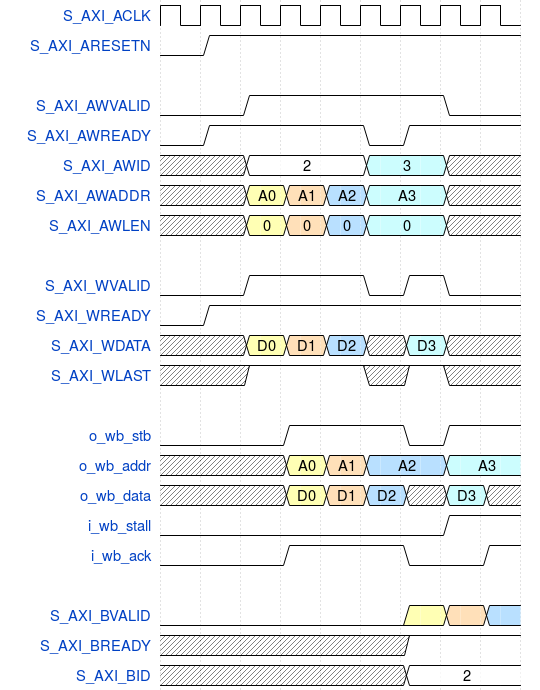 S_AXI_ACLK
S_AXI_ARESETN
S_AXI_AWVALID
S_AXI_AWREADY
S_AXI_AWID 2 3
S_AXI_AWADDR A0 A1 A2 A3
S_AXI_AWLEN 0 0 0 0
S_AXI_WVALID
S_AXI_WREADY
S_AXI_WDATA D0 D1 D2 D3
S_AXI_WLAST
o_wb_stb
o_wb_addr A0 A1 A2 A3
o_wb_data D0 D1 D2 D3
i_wb_stall
i_wb_ack
S_AXI_BVALID
S_AXI_BREADY
S_AXI_BID 2